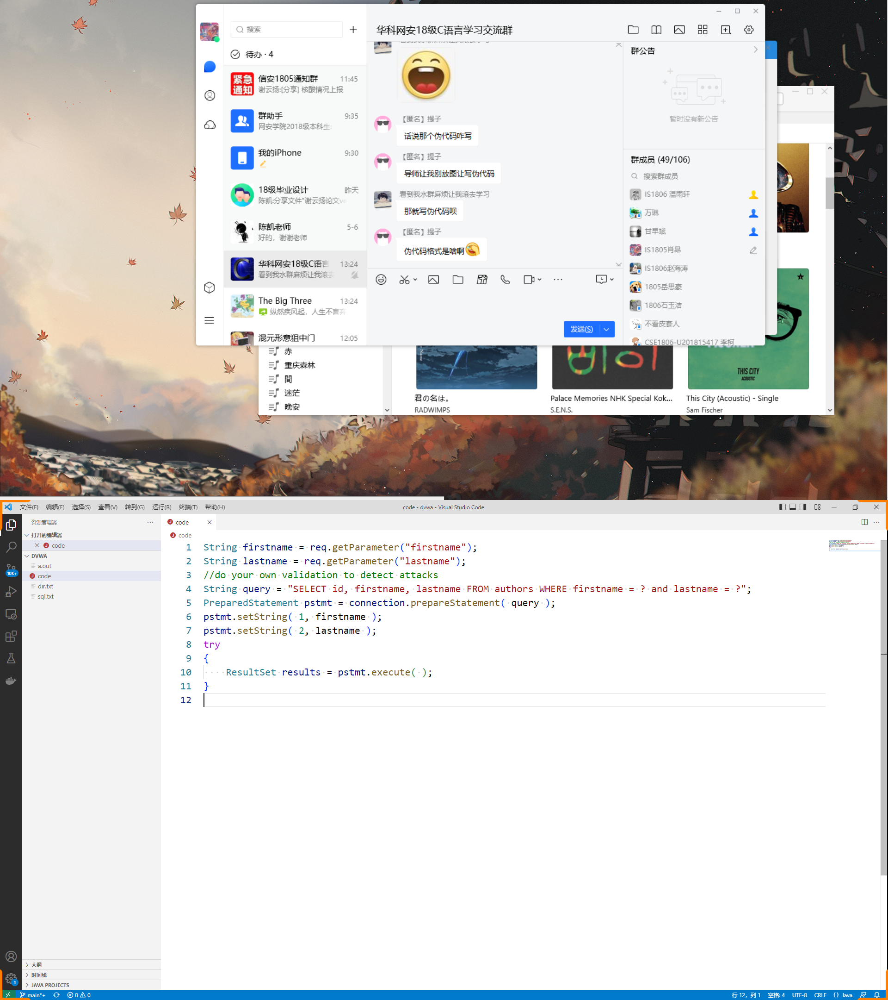 搜索
待办 · 4
信安1805通知群 11:45
谢云扬:[分享] 核酸情况上报
紧急
通知
群助手 9:35
网安学院2018级本科生:
我的iPhone 9:30
18级毕业设计 昨天
陈凯:分享文件"谢云扬论文ve
陈凯老师 5-6
好的，谢谢老师
华科网安18级C语言 13:24
看到我水群麻烦让我滚去
The Big Three 13:24
纵然疾风起，人生不言弃
混元形意狙中门 12:05
华科网安18级C语言学习交流群
【匿名】提子
话说那个伪代码咋写
【匿名】提子
导师让我别放图让写伪代码
看到我水群麻烦让我滚去学习
那就写伪代码呗
【匿名】提子
伪代码格式是啥啊
发送(S)
群公告
暂时没有新公告
群成员 (49/106)
搜索群成员
IS1806 温雨轩
万琳
甘早斌
IS1805肖昂
IS1806赵海涛
1805岳思豪
1806石玉洁
不看皮套人
CSE1806-U201815417 李柯
赤
重庆森林
間
迷茫
晚安
君の名は。
RADWIMPS
Palace Memories NHK Special Kok...
S.E.N.S.
THIS CITY
ACOUSTIC
This City (Acoustic) - Single
Sam Fischer
文件(F) 编辑(E) 选择(S) 查看(V) 转到(G) 运行(R) 终端(T) 帮助(H)
code - dvwa - Visual Studio Code
资源管理器
打开的编辑器
code
DVWA
a.out
code
dir.txt
sql.txt
10K+
code
code
1 String firstname = req.getParameter("firstname");
2 String lastname = req.getParameter("lastname");
3 //do your own validation to detect attacks
4 String query = "SELECT id, firstname, lastname FROM authors WHERE firstname = ? and lastname = ?";
5 PreparedStatement pstmt = connection.prepareStatement( query );
6 pstmt.setString( 1, firstname );
7 pstmt.setString( 2, lastname );
8 try
9 {
10     ResultSet results = pstmt.execute( );
11 }
12
大纲
时间线
JAVA PROJECTS
1
main*+ 0 0
行 12，列 1 空格: 4 UTF-8 CRLF {} Java